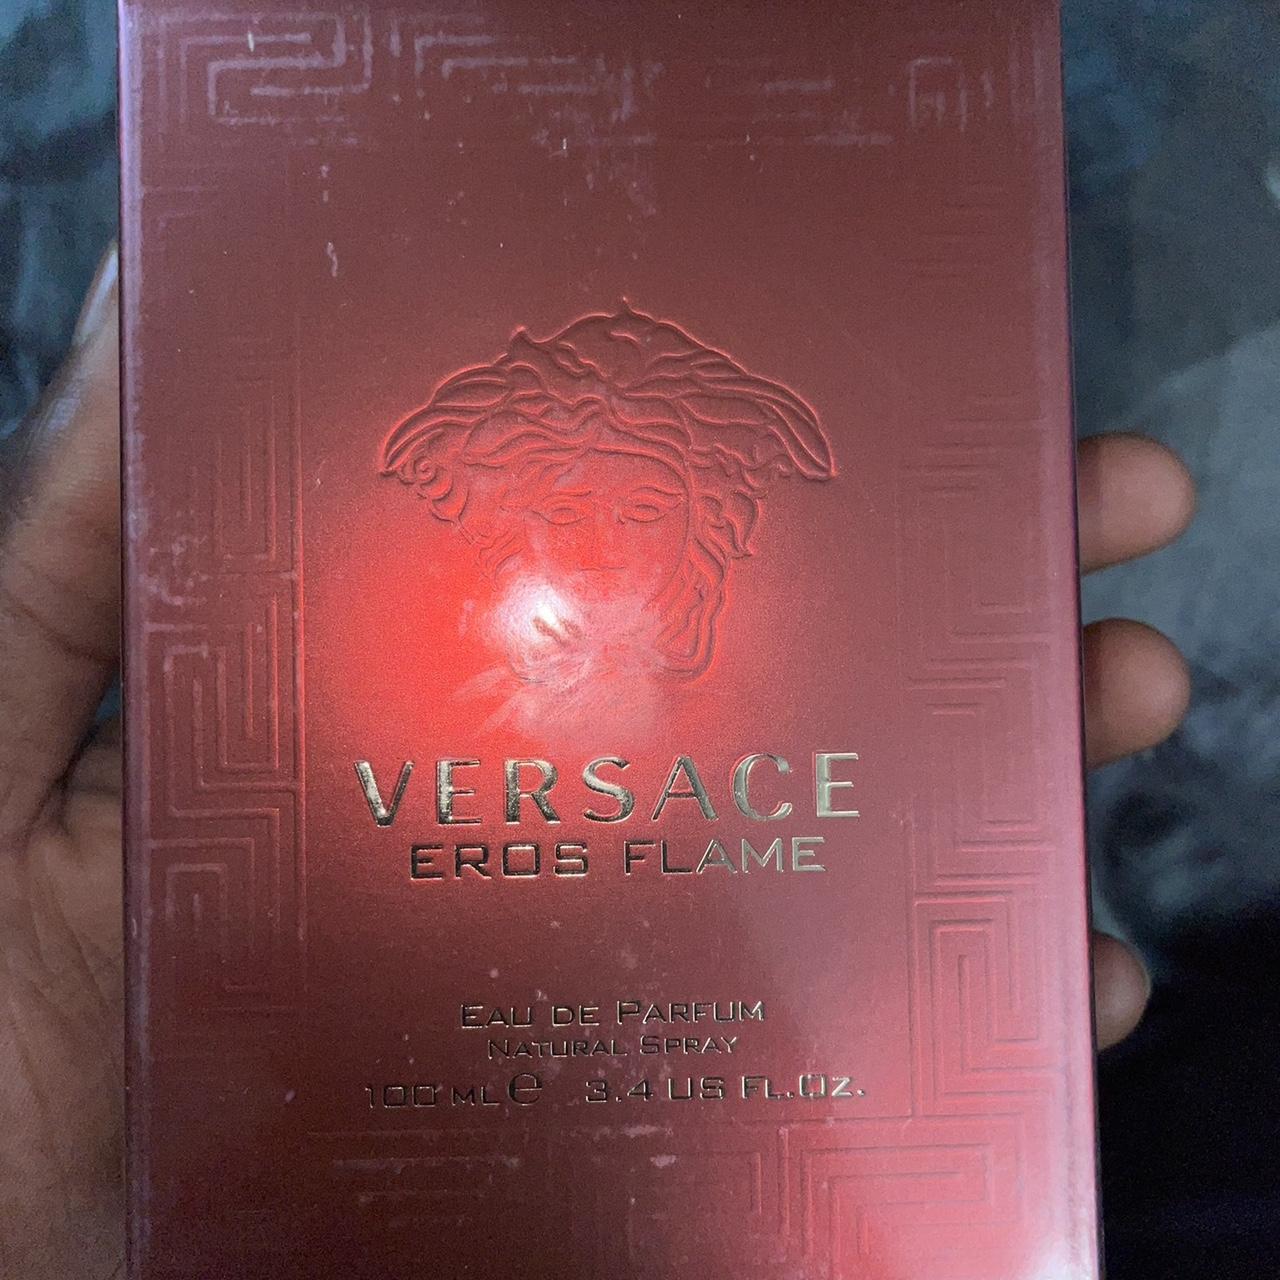 VERSACE
EROS FLAME
EAU DE PARFUM
NATURAL SPRAY
100 ML ℮ 3.4 US FL.OZ.